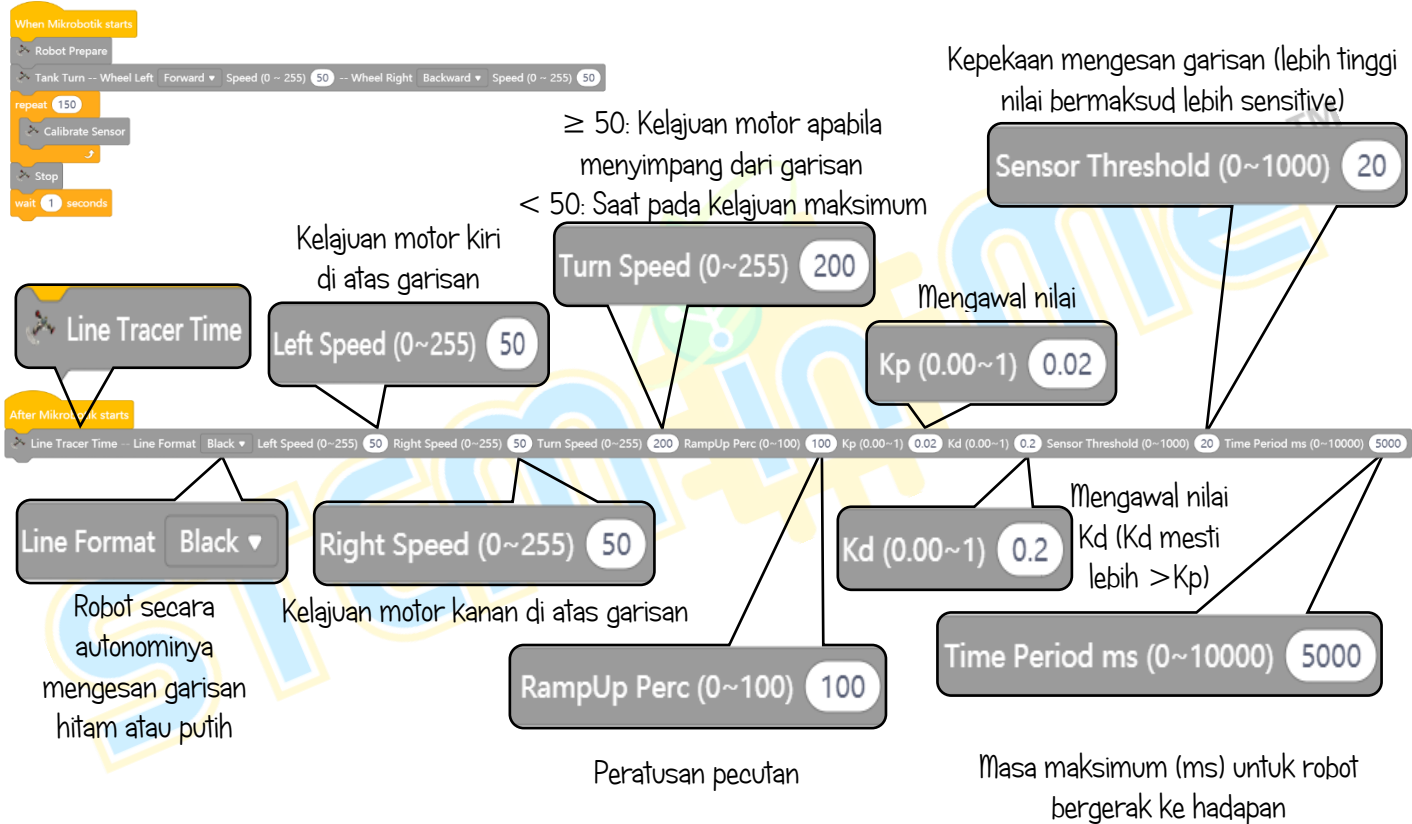 When Mikrobotik starts
Robot Prepare
Tank Turn -- Wheel Left Forward ▾ Speed (0 ~ 255) 50 -- Wheel Right Backward ▾ Speed (0 ~ 255) 50
repeat 150
Calibrate Sensor
Stop
wait 1 seconds
Kepekaan mengesan garisan (lebih tinggi
nilai bermaksud lebih sensitive)
TM
Sensor Threshold (0~1000) 20
≥ 50: Kelajuan motor apabila
menyimpang dari garisan
< 50: Saat pada kelajuan maksimum
Turn Speed (0~255) 200
Kelajuan motor kiri
di atas garisan
Left Speed (0~255) 50
Line Tracer Time
Mengawal nilai
Kp (0.00~1) 0.02
After Mikrobotik starts
Line Tracer Time -- Line Format Black ▾ Left Speed (0~255) 50 Right Speed (0~255) 50 Turn Speed (0~255) 200 RampUp Perc (0~100) 100 Kp (0.00~1) 0.02 Kd (0.00~1) 0.2 Sensor Threshold (0~1000) 20 Time Period ms (0~10000) 5000
Line Format Black ▾
Robot secara
autonominya
mengesan garisan
hitam atau putih
Right Speed (0~255) 50
Kelajuan motor kanan di atas garisan
RampUp Perc (0~100) 100
Peratusan pecutan
Kd (0.00~1) 0.2
Mengawal nilai
Kd (Kd mesti
lebih >Kp)
Time Period ms (0~10000) 5000
Masa maksimum (ms) untuk robot
bergerak ke hadapan